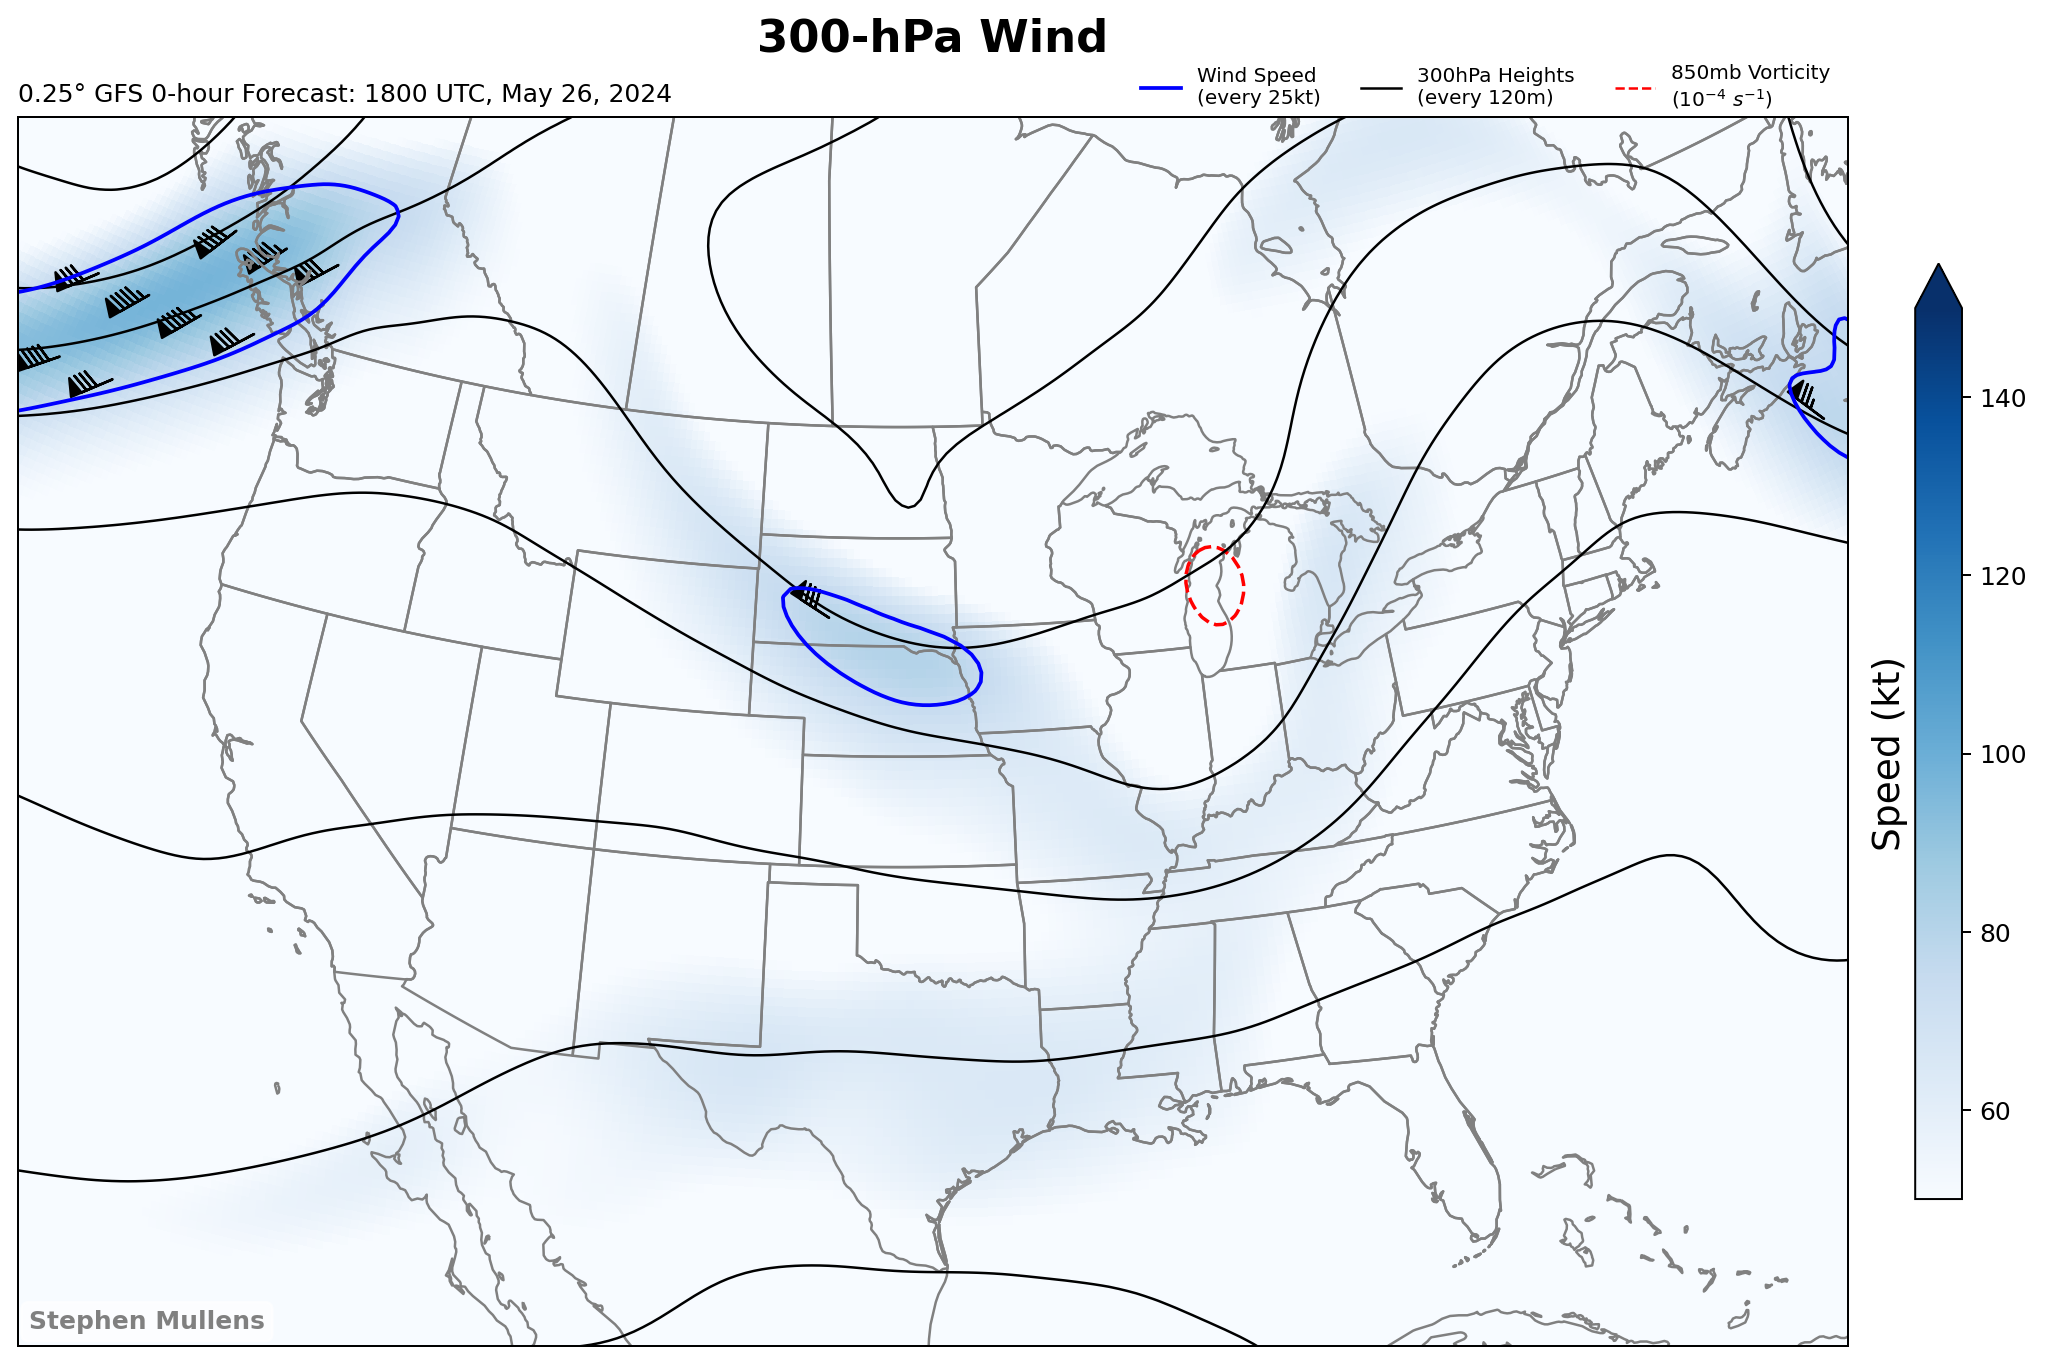 300-hPa Wind
0.25° GFS 0-hour Forecast: 1800 UTC, May 26, 2024
Wind Speed
(every 25kt)
300hPa Heights
(every 120m)
850mb Vorticity
(10⁻⁴ s⁻¹)
140
120
100
80
60
Speed (kt)
Stephen Mullens